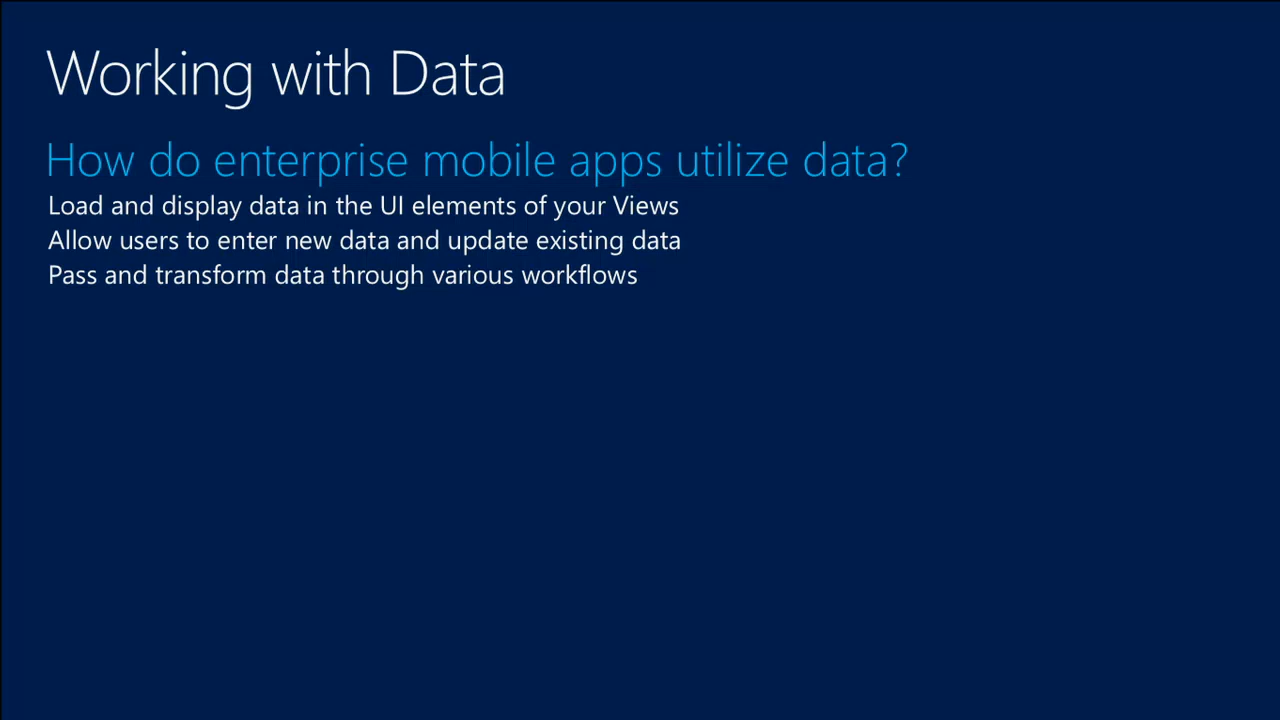 Working with Data
How do enterprise mobile apps utilize data?
Load and display data in the UI elements of your Views
Allow users to enter new data and update existing data
Pass and transform data through various workflows